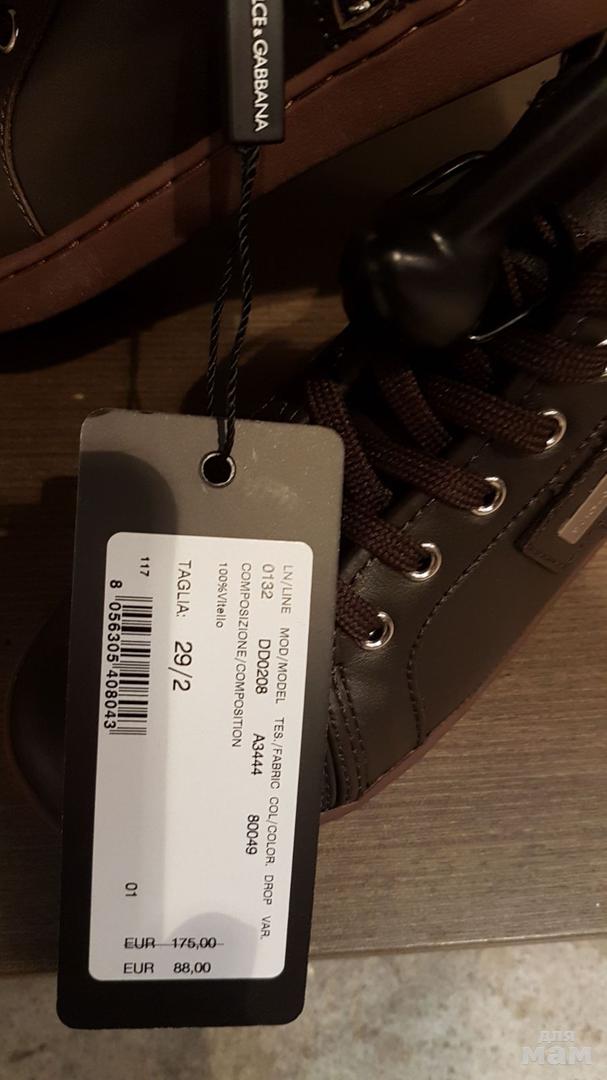 LCE & GABBANA
LN/LINE MOD/MODEL TES./FABRIC COL/COLOR. DROP VAR.
0132 DD0208 A3444 80049
COMPOSIZIONE/COMPOSITION
100%Vitello
TAGLIA: 29/2
117
8 056305 408043
01
EUR 175,00
EUR 88,00
для
мам